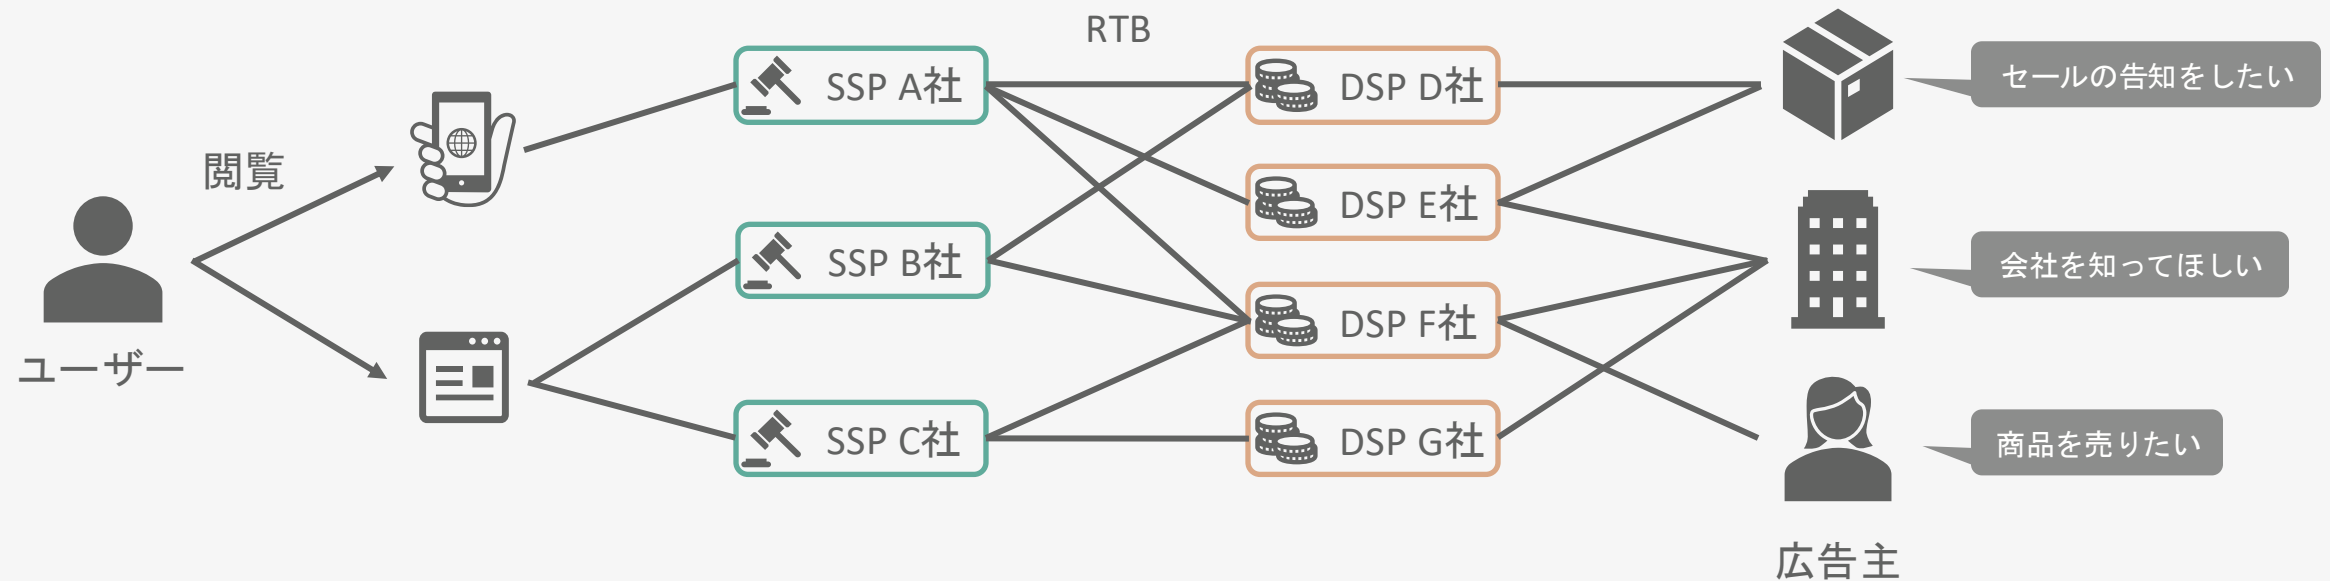 RTB
閲覧
ユーザー
SSP A社
SSP B社
SSP C社
DSP D社
DSP E社
DSP F社
DSP G社
セールの告知をしたい
会社を知ってほしい
商品を売りたい
広告主